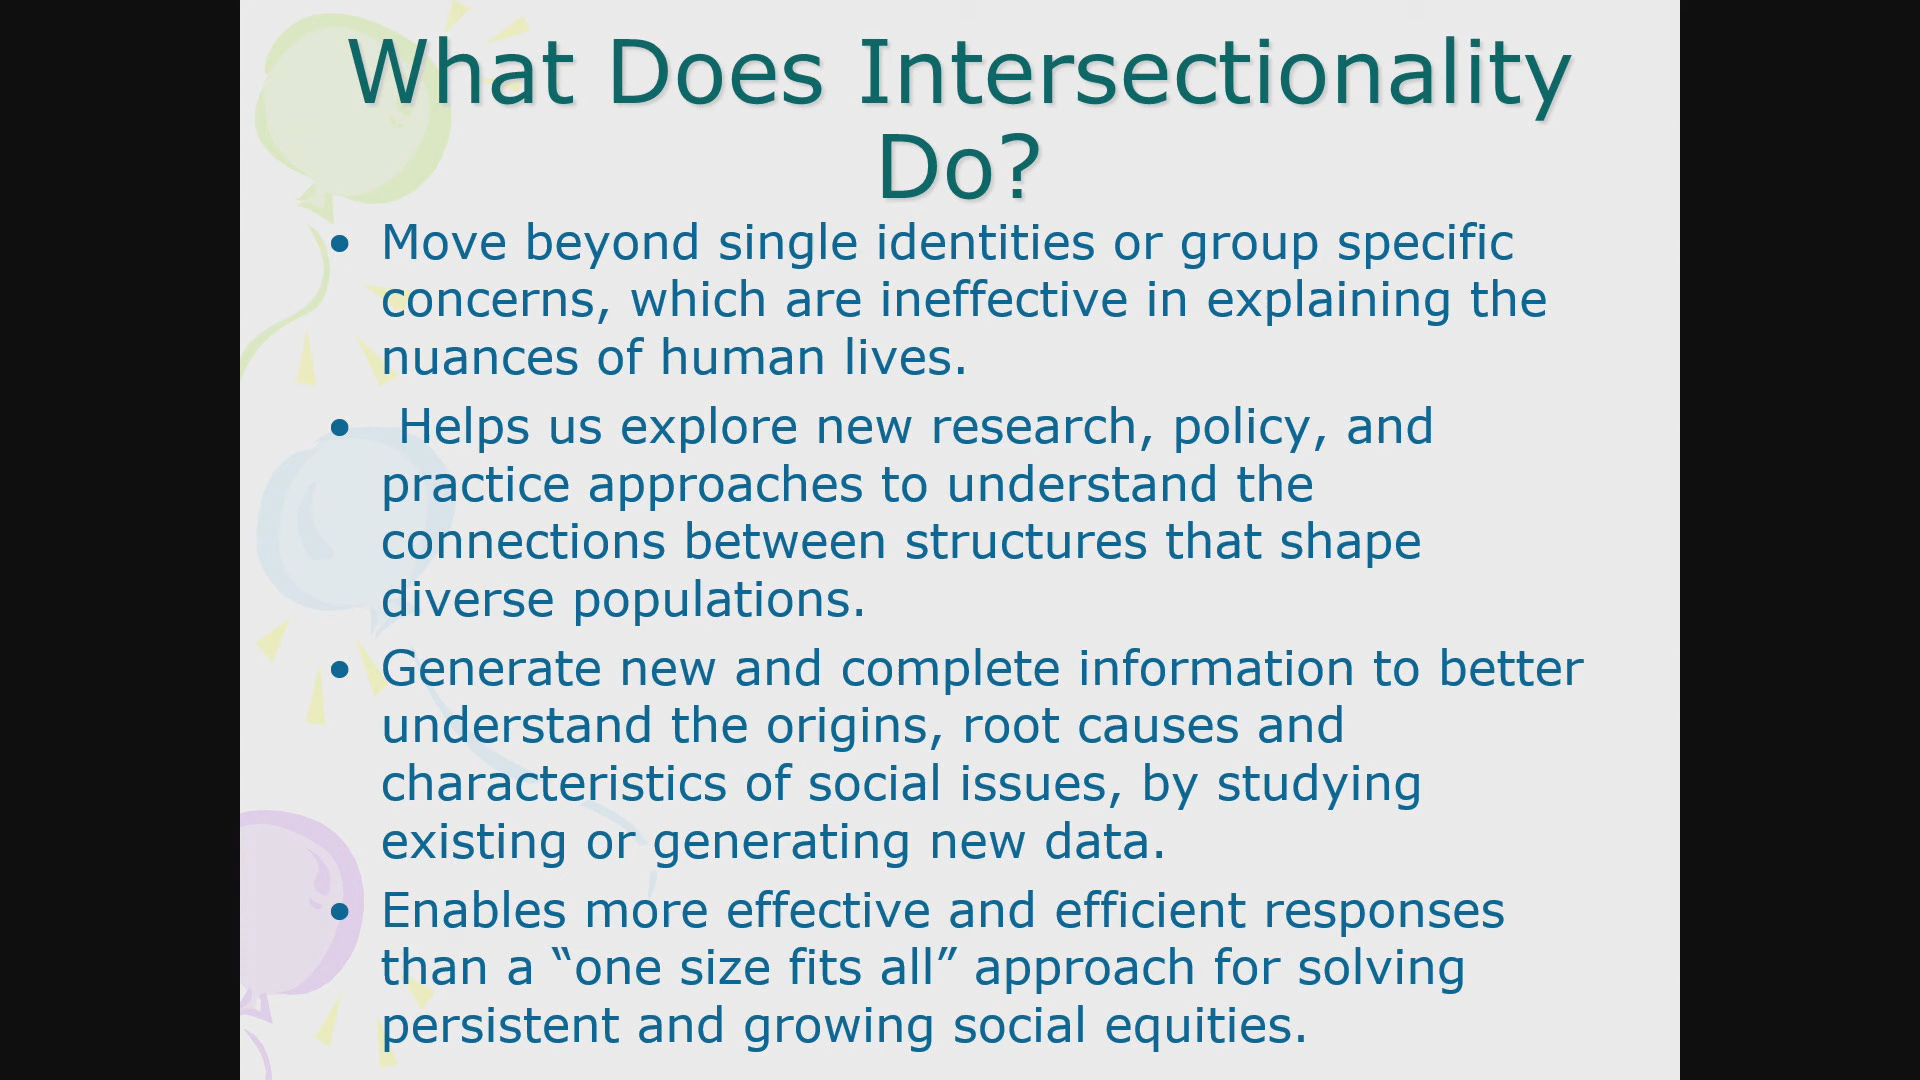 What Does Intersectionality
Do?
• Move beyond single identities or group specific
concerns, which are ineffective in explaining the
nuances of human lives.
• Helps us explore new research, policy, and
practice approaches to understand the
connections between structures that shape
diverse populations.
• Generate new and complete information to better
understand the origins, root causes and
characteristics of social issues, by studying
existing or generating new data.
• Enables more effective and efficient responses
than a “one size fits all” approach for solving
persistent and growing social equities.